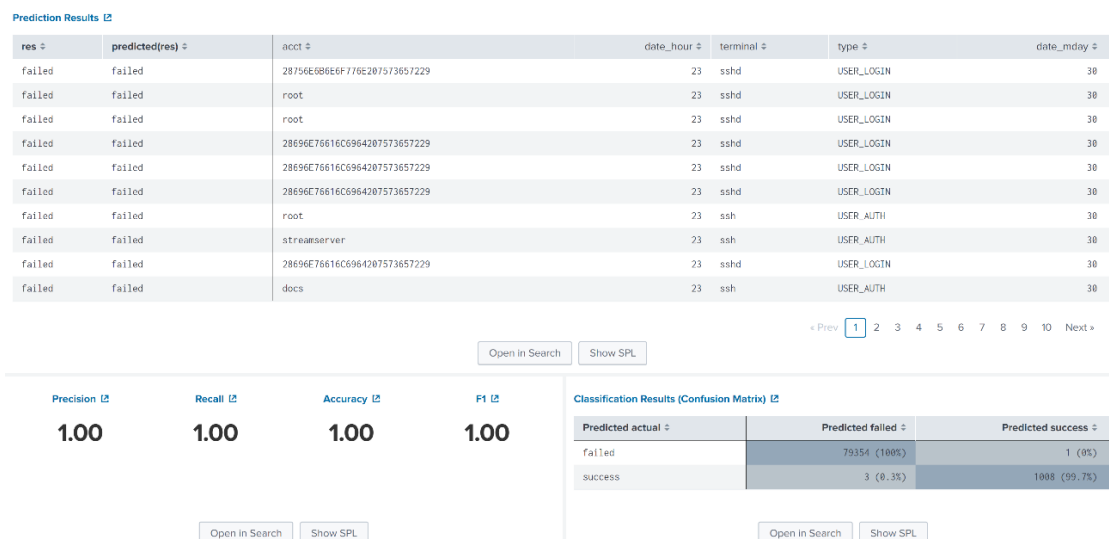 Prediction Results
res predicted(res) acct date_hour terminal type date_mday
failed failed 28756E6B6E6F776E207573657229 23 sshd USER_LOGIN 30
failed failed root 23 sshd USER_LOGIN 30
failed failed root 23 sshd USER_LOGIN 30
failed failed 28696E76616C6964207573657229 23 sshd USER_LOGIN 30
failed failed 28696E76616C6964207573657229 23 sshd USER_LOGIN 30
failed failed 28696E76616C6964207573657229 23 sshd USER_LOGIN 30
failed failed root 23 ssh USER_AUTH 30
failed failed streamserver 23 ssh USER_AUTH 30
failed failed 28696E76616C6964207573657229 23 sshd USER_LOGIN 30
failed failed docs 23 ssh USER_AUTH 30
« Prev 1 2 3 4 5 6 7 8 9 10 Next »
Open in Search Show SPL
Precision Recall Accuracy F1
1.00 1.00 1.00 1.00
Open in Search Show SPL
Classification Results (Confusion Matrix)
Predicted actual Predicted failed Predicted success
failed 79354 (100%) 1 (0%)
success 3 (0.3%) 1008 (99.7%)
Open in Search Show SPL